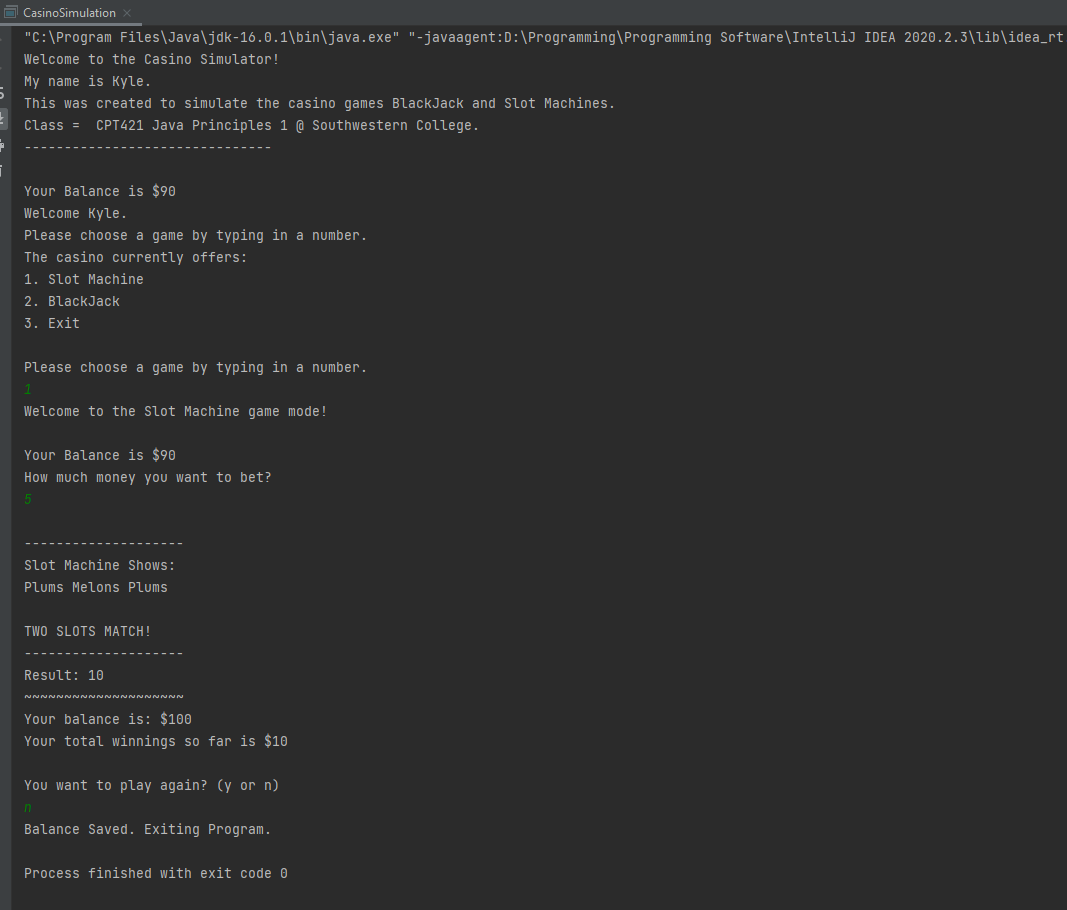 CasinoSimulation
"C:\Program Files\Java\jdk-16.0.1\bin\java.exe" "-javaagent:D:\Programming\Programming Software\IntelliJ IDEA 2020.2.3\lib\idea_rt
Welcome to the Casino Simulator!
My name is Kyle.
This was created to simulate the casino games BlackJack and Slot Machines.
Class =  CPT421 Java Principles 1 @ Southwestern College.
-------------------------------
Your Balance is $90
Welcome Kyle.
Please choose a game by typing in a number.
The casino currently offers:
1. Slot Machine
2. BlackJack
3. Exit
Please choose a game by typing in a number.
1
Welcome to the Slot Machine game mode!
Your Balance is $90
How much money you want to bet?
5
--------------------
Slot Machine Shows:
Plums Melons Plums
TWO SLOTS MATCH!
--------------------
Result: 10
~~~~~~~~~~~~~~~~~~~~
Your balance is: $100
Your total winnings so far is $10
You want to play again? (y or n)
n
Balance Saved. Exiting Program.
Process finished with exit code 0